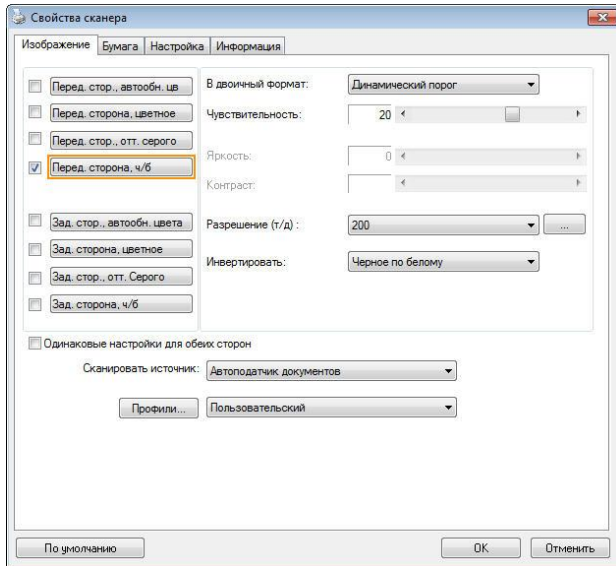 Свойства сканера
Изображение Бумага Настройка Информация
Перед. стор., автообн. цв
Перед. сторона, цветное
Перед. стор., отт. серого
Перед. сторона, ч/б
Зад. стор., автообн. цвета
Зад. сторона, цветное
Зад. стор., отт. Серого
Зад. сторона, ч/б
В двоичный формат: Динамический порог
Чувствительность: 20
Яркость: 0
Контраст:
Разрешение (т/д) : 200 ...
Инвертировать: Черное по белому
Одинаковые настройки для обеих сторон
Сканировать источник: Автоподатчик документов
Профили... Пользовательский
По умолчанию OK Отменить